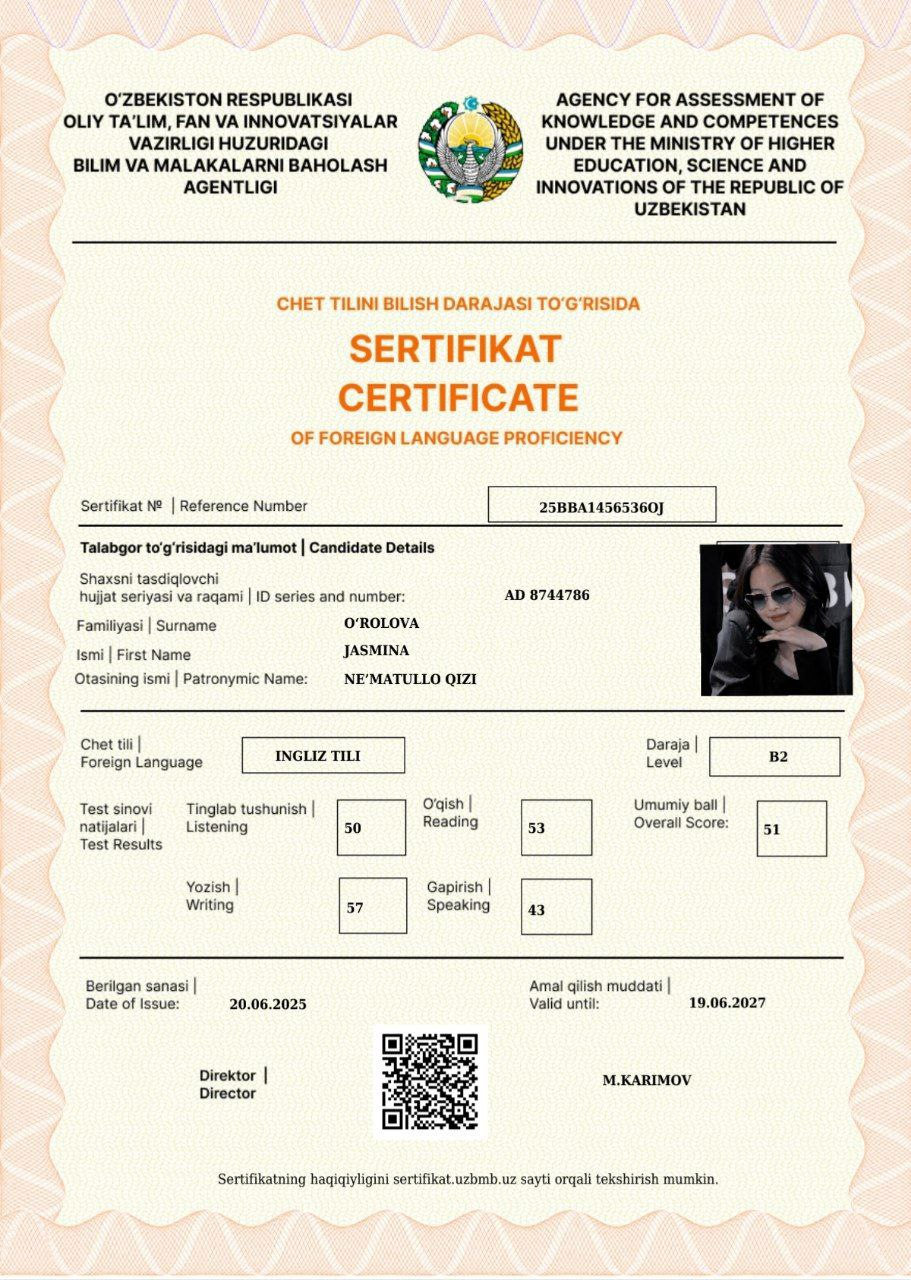 O‘ZBEKISTON RESPUBLIKASI
OLIY TA’LIM, FAN VA INNOVATSIYALAR
VAZIRLIGI HUZURIDAGI
BILIM VA MALAKALARNI BAHOLASH
AGENTLIGI
AGENCY FOR ASSESSMENT OF
KNOWLEDGE AND COMPETENCES
UNDER THE MINISTRY OF HIGHER
EDUCATION, SCIENCE AND
INNOVATIONS OF THE REPUBLIC OF
UZBEKISTAN
CHET TILINI BILISH DARAJASI TO‘G‘RISIDA
SERTIFIKAT
CERTIFICATE
OF FOREIGN LANGUAGE PROFICIENCY
Sertifikat № | Reference Number 25BBA1456536OJ
Talabgor to‘g‘risidagi ma’lumot | Candidate Details
Shaxsni tasdiqlovchi
hujjat seriyasi va raqami | ID series and number: AD 8744786
Familiyasi | Surname O‘ROLOVA
Ismi | First Name JASMINA
Otasining ismi | Patronymic Name: NE’MATULLO QIZI
Chet tili |
Foreign Language
INGLIZ TILI
Daraja |
Level
B2
Test sinovi
natijalari |
Test Results
Tinglab tushunish |
Listening
50
O‘qish |
Reading
53
Umumiy ball |
Overall Score:
51
Yozish |
Writing
57
Gapirish |
Speaking
43
Berilgan sanasi |
Date of Issue: 20.06.2025
Amal qilish muddati |
Valid until: 19.06.2027
Direktor |
Director
M.KARIMOV
Sertifikatning haqiqiyligini sertifikat.uzbmb.uz sayti orqali tekshirish mumkin.